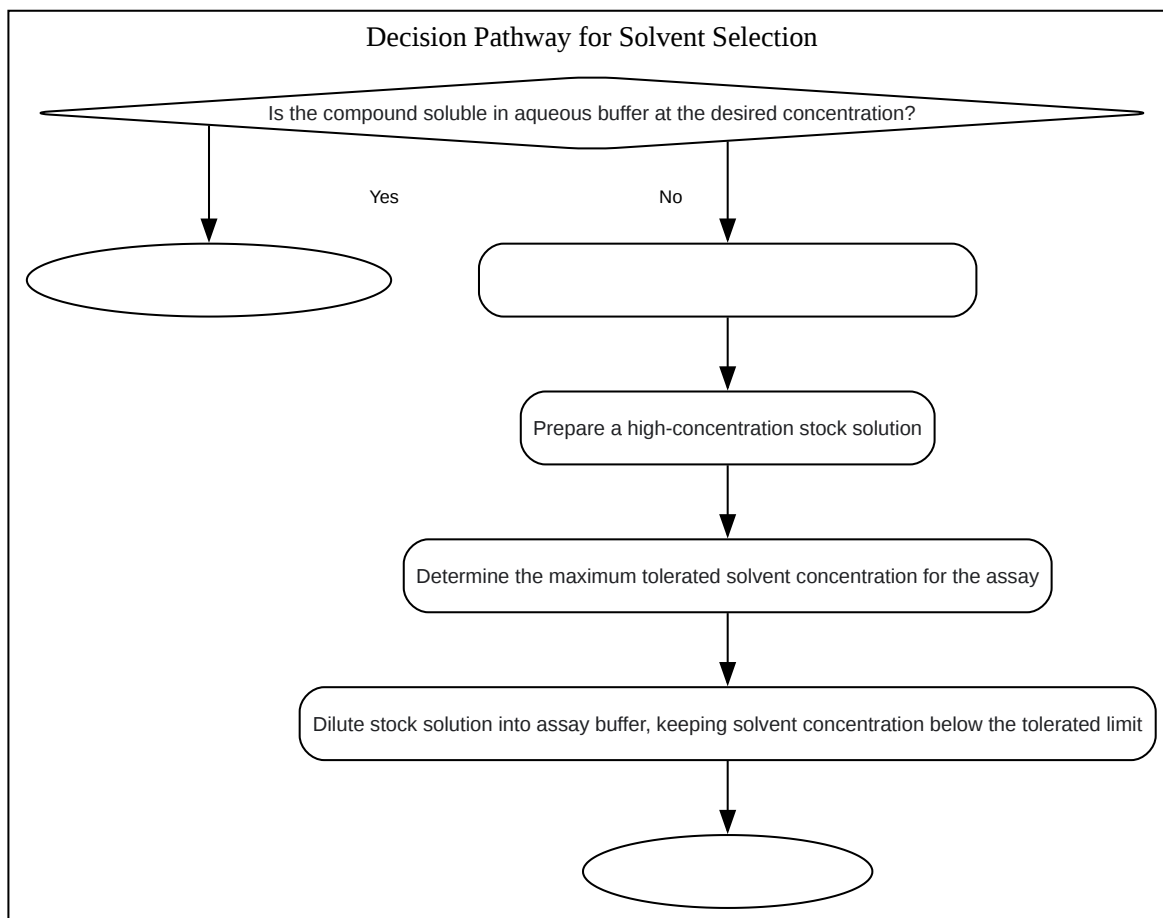 Decision Pathway for Solvent Selection
Is the compound soluble in aqueous buffer at the desired concentration?
Yes
No
Prepare a high-concentration stock solution
Determine the maximum tolerated solvent concentration for the assay
Dilute stock solution into assay buffer, keeping solvent concentration below the tolerated limit